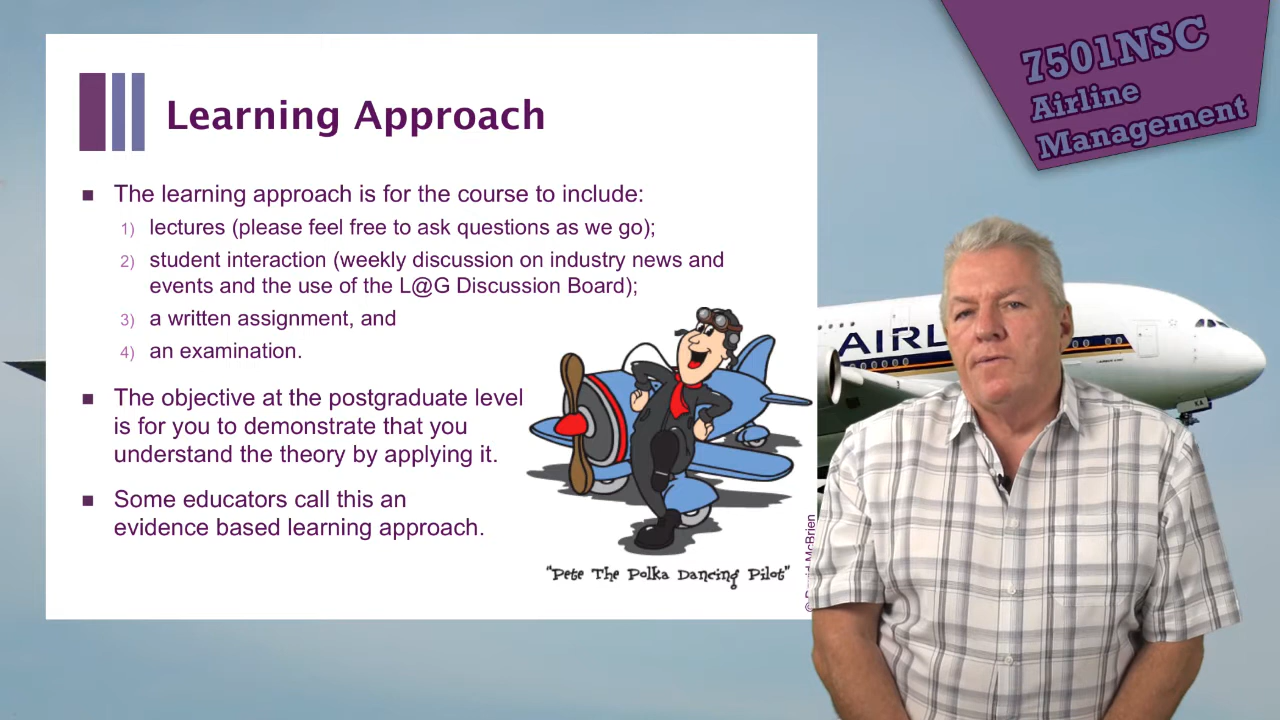 Learning Approach
7501NSC
Airline
Management
■ The learning approach is for the course to include:
1) lectures (please feel free to ask questions as we go);
2) student interaction (weekly discussion on industry news and
events and the use of the L@G Discussion Board);
3) a written assignment, and
4) an examination.
■ The objective at the postgraduate level
is for you to demonstrate that you
understand the theory by applying it.
■ Some educators call this an
evidence based learning approach.
"Pete The Polka Dancing Pilot"
© David McBrien
AIRL
KA